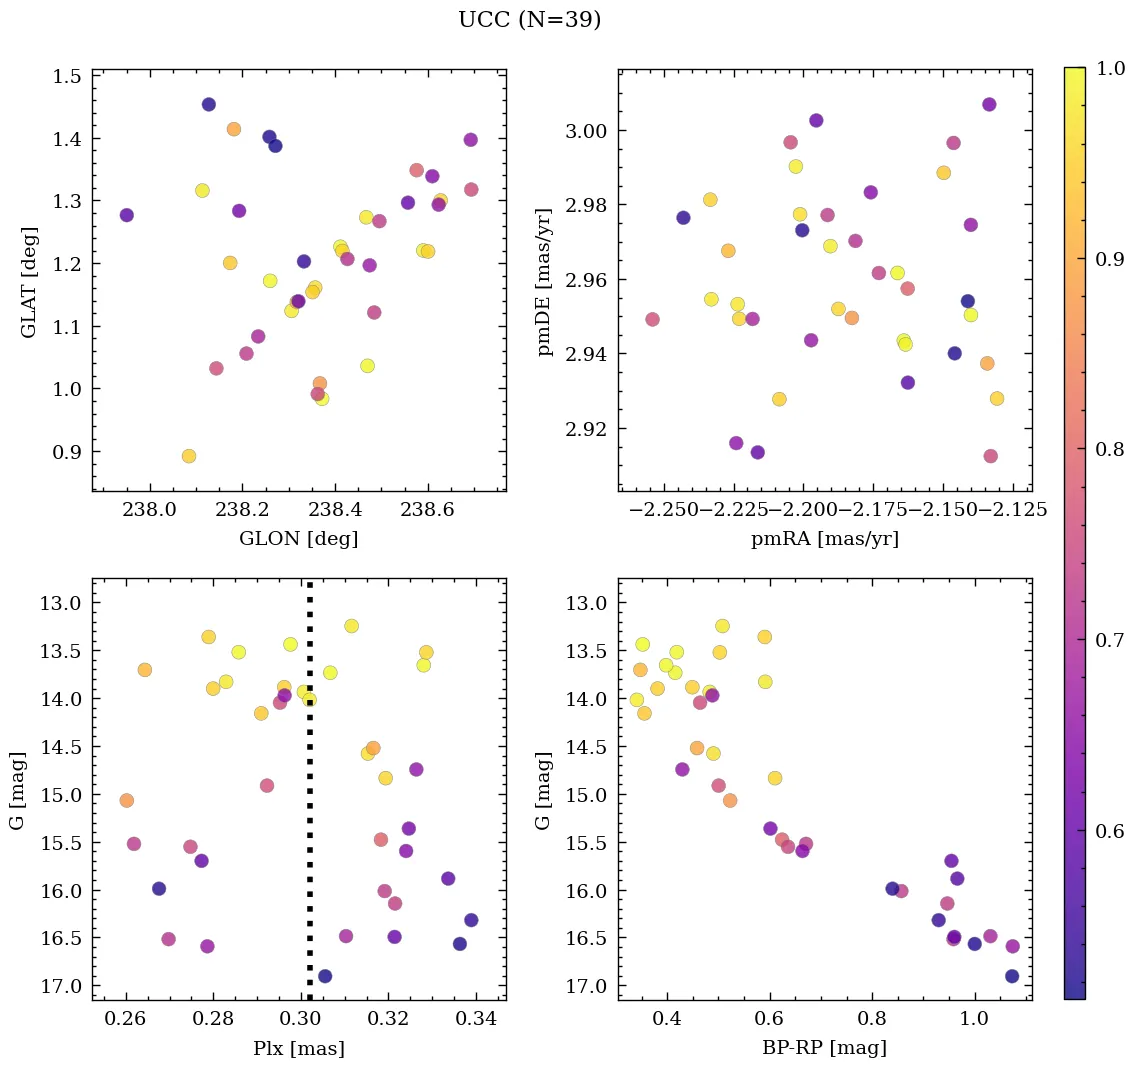 UCC (N=39)
1.5
1.4
1.3
1.2
1.1
1.0
0.9
GLAT [deg]
238.0 238.2 238.4 238.6
GLON [deg]
3.00
2.98
2.96
2.94
2.92
pmDE [mas/yr]
−2.250 −2.225 −2.200 −2.175 −2.150 −2.125
pmRA [mas/yr]
1.0
0.9
0.8
0.7
0.6
13.0
13.5
14.0
14.5
15.0
15.5
16.0
16.5
17.0
G [mag]
0.26 0.28 0.30 0.32 0.34
Plx [mas]
13.0
13.5
14.0
14.5
15.0
15.5
16.0
16.5
17.0
G [mag]
0.4 0.6 0.8 1.0
BP-RP [mag]